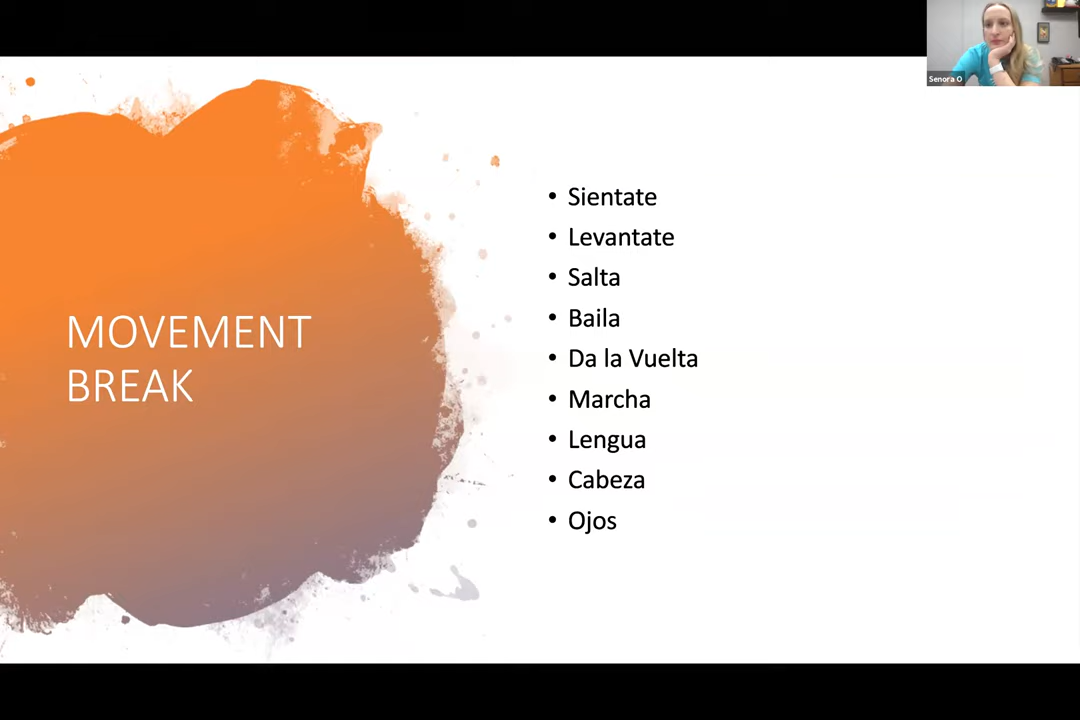 Senora O
MOVEMENT
BREAK
• Sientate
• Levantate
• Salta
• Baila
• Da la Vuelta
• Marcha
• Lengua
• Cabeza
• Ojos